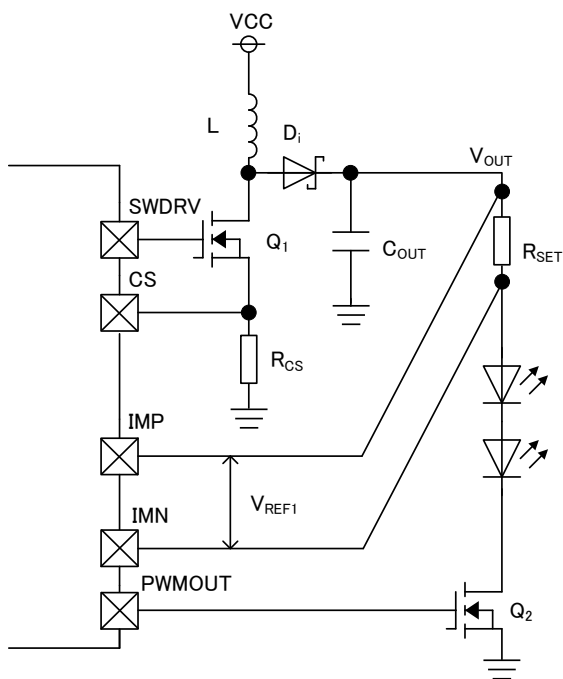 VCC
L
Di
VOUT
SWDRV
Q1
COUT
RSET
CS
RCS
IMP
VREF1
IMN
PWMOUT
Q2